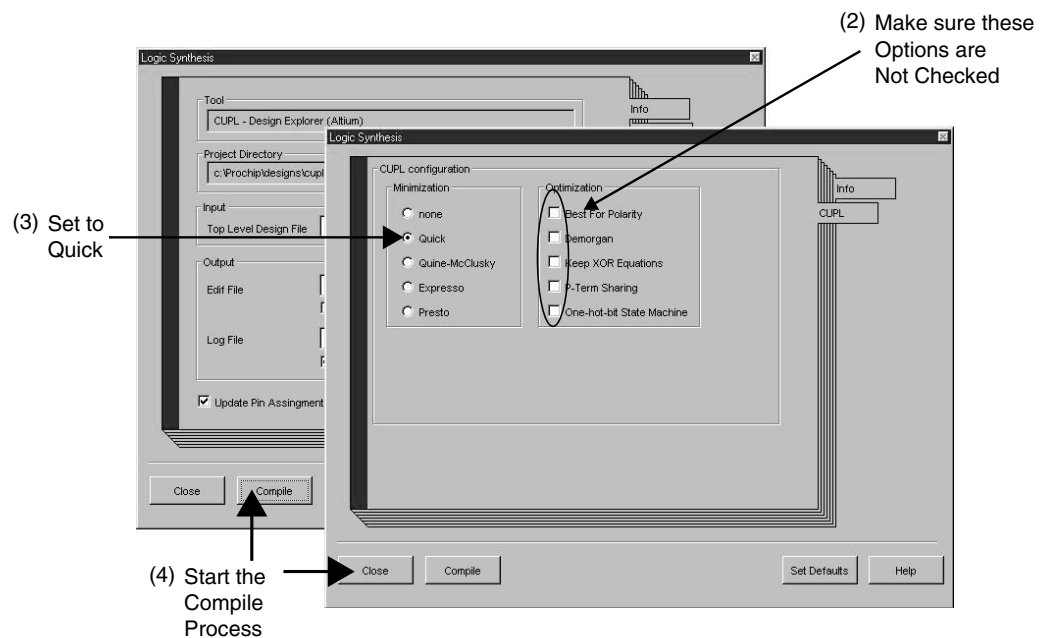 (2) Make sure these
Options are
Not Checked
Logic Synthesis
Info
Tool
CUPL - Design Explorer (Altium)
Project Directory
c:\Prochip\designs\cupl
Input
Top Level Design File
Output
Edif File
Log File
Update Pin Assingment
Close
Compile
Logic Synthesis
Info
CUPL
CUPL configuration
Minimization
none
Quick
Quine-McClusky
Expresso
Presto
Optimization
Best For Polarity
Demorgan
Keep XOR Equations
P-Term Sharing
One-hot-bit State Machine
Close
Compile
Set Defaults
Help
(3) Set to
Quick
(4) Start the
Compile
Process